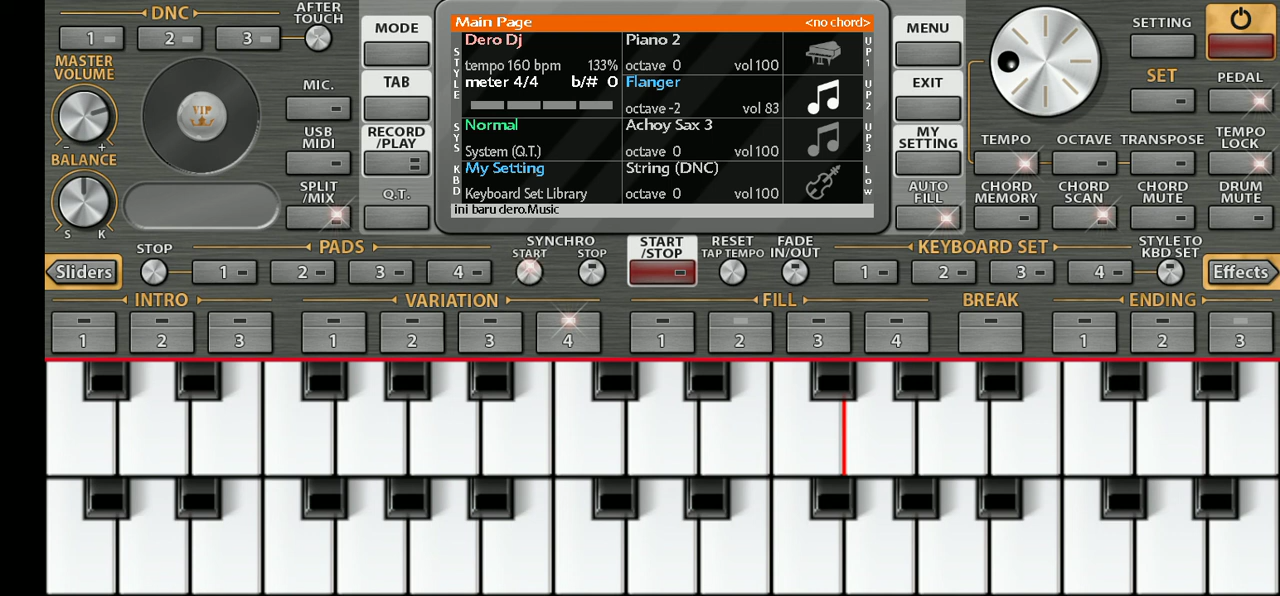 DNC
AFTER TOUCH
1 2 3
MASTER VOLUME
- +
BALANCE
S K
VIP
MIC.
USB MIDI
SPLIT /MIX
MODE
TAB
RECORD /PLAY
Q.T.
Main Page <no chord>
STYLE
Dero Dj
tempo 160 bpm 133%
meter 4/4 b/# 0
SYS
Normal
System (Q.T.)
KBD
My Setting
Keyboard Set Library
Piano 2
octave 0 vol 100
UP1
Flanger
octave -2 vol 83
UP2
Achoy Sax 3
octave 0 vol 100
UP3
String (DNC)
octave 0 vol 100
Low
ini baru dero.Music
MENU
EXIT
MY SETTING
AUTO FILL
SETTING
SET
PEDAL
TEMPO OCTAVE TRANSPOSE TEMPO LOCK
CHORD MEMORY CHORD SCAN CHORD MUTE DRUM MUTE
Sliders
STOP
PADS
1 2 3 4
SYNCHRO
START STOP
START /STOP
RESET TAP TEMPO
FADE IN/OUT
KEYBOARD SET
1 2 3 4
STYLE TO KBD SET
Effects
INTRO VARIATION FILL BREAK ENDING
1 2 3 1 2 3 4 1 2 3 4 1 2 3